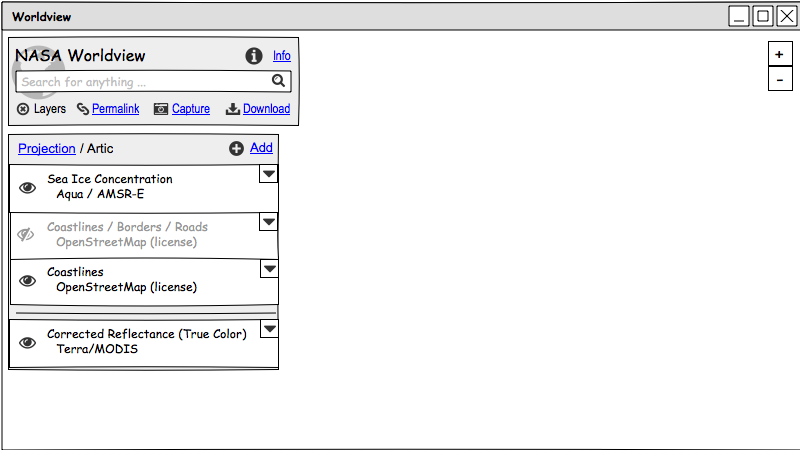 Worldview
NASA Worldview
Info
Search for anything ...
Layers Permalink Capture Download
Projection / Artic
Add
Sea Ice Concentration
Aqua / AMSR-E
Coastlines / Borders / Roads
OpenStreetMap (license)
Coastlines
OpenStreetMap (license)
Corrected Reflectance (True Color)
Terra/MODIS
+
-